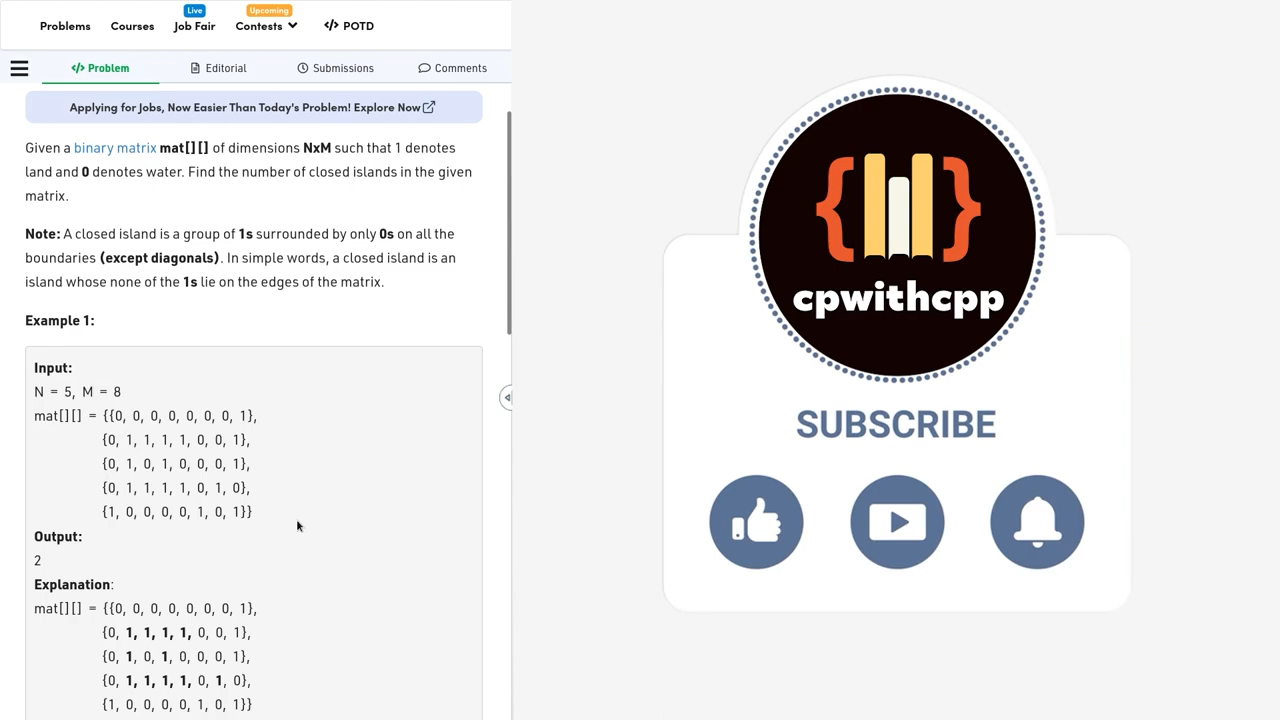 Live
Upcoming
Problems
Courses
Job Fair
Contests
</> POTD
</> Problem
Editorial
Submissions
Comments
Applying for Jobs, Now Easier Than Today's Problem! Explore Now
Given a binary matrix mat[][] of dimensions NxM such that 1 denotes
land and 0 denotes water. Find the number of closed islands in the given
matrix.
Note: A closed island is a group of 1s surrounded by only 0s on all the
boundaries (except diagonals). In simple words, a closed island is an
island whose none of the 1s lie on the edges of the matrix.
Example 1:
Input:
N = 5, M = 8
mat[][] = {{0, 0, 0, 0, 0, 0, 0, 1},
{0, 1, 1, 1, 1, 0, 0, 1},
{0, 1, 0, 1, 0, 0, 0, 1},
{0, 1, 1, 1, 1, 0, 1, 0},
{1, 0, 0, 0, 0, 1, 0, 1}}
Output:
2
Explanation:
mat[][] = {{0, 0, 0, 0, 0, 0, 0, 1},
{0, 1, 1, 1, 1, 0, 0, 1},
{0, 1, 0, 1, 0, 0, 0, 1},
{0, 1, 1, 1, 1, 0, 1, 0},
{1, 0, 0, 0, 0, 1, 0, 1}}
cpwithcpp
SUBSCRIBE